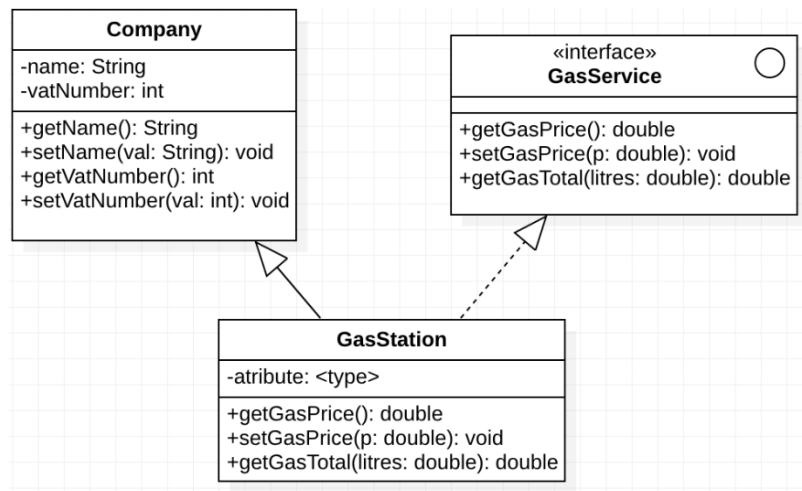 Company
-name: String
-vatNumber: int
+getName(): String
+setName(val: String): void
+getVatNumber(): int
+setVatNumber(val: int): void
«interface»
GasService
+getGasPrice(): double
+setGasPrice(p: double): void
+getGasTotal(litres: double): double
GasStation
-atribute: <type>
+getGasPrice(): double
+setGasPrice(p: double): void
+getGasTotal(litres: double): double